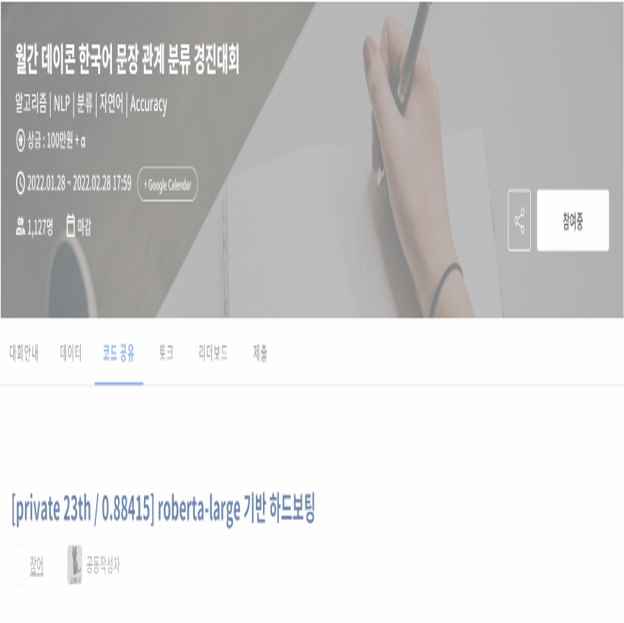 월간 데이콘 한국어 문장 관계 분류 경진대회
알고리즘 | NLP | 분류 | 자연어 | Accuracy
상금 : 100만원 + α
2022.01.28 ~ 2022.02.28 17:59 + Google Calendar
1,127명 마감
참여중
대회안내 데이터 코드 공유 토크 리더보드 제출
[private 23th / 0.88415] roberta-large 기반 하드보팅
장어 공동작성자